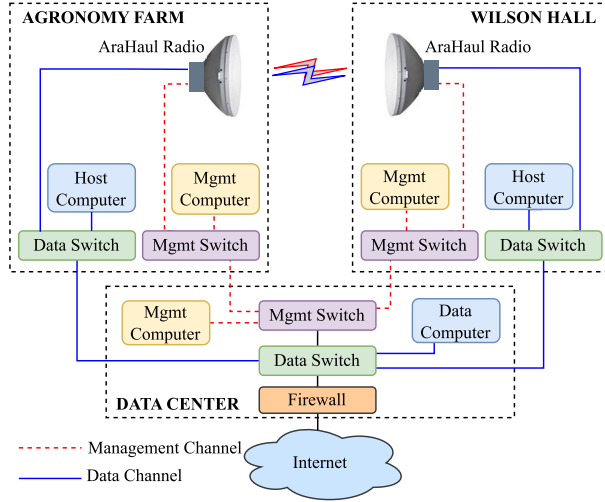 AGRONOMY FARM
WILSON HALL
AraHaul Radio
AraHaul Radio
Host
Computer
Mgmt
Computer
Mgmt
Computer
Host
Computer
Data Switch
Mgmt Switch
Mgmt Switch
Data Switch
Mgmt
Computer
Mgmt Switch
Data
Computer
Data Switch
DATA CENTER
Firewall
Management Channel
Data Channel
Internet